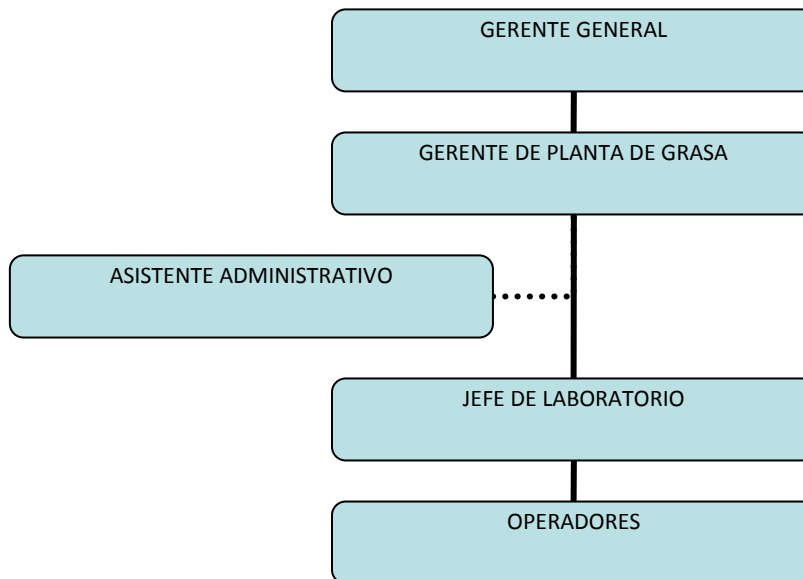 GERENTE GENERAL
GERENTE DE PLANTA DE GRASA
ASISTENTE ADMINISTRATIVO
JEFE DE LABORATORIO
OPERADORES